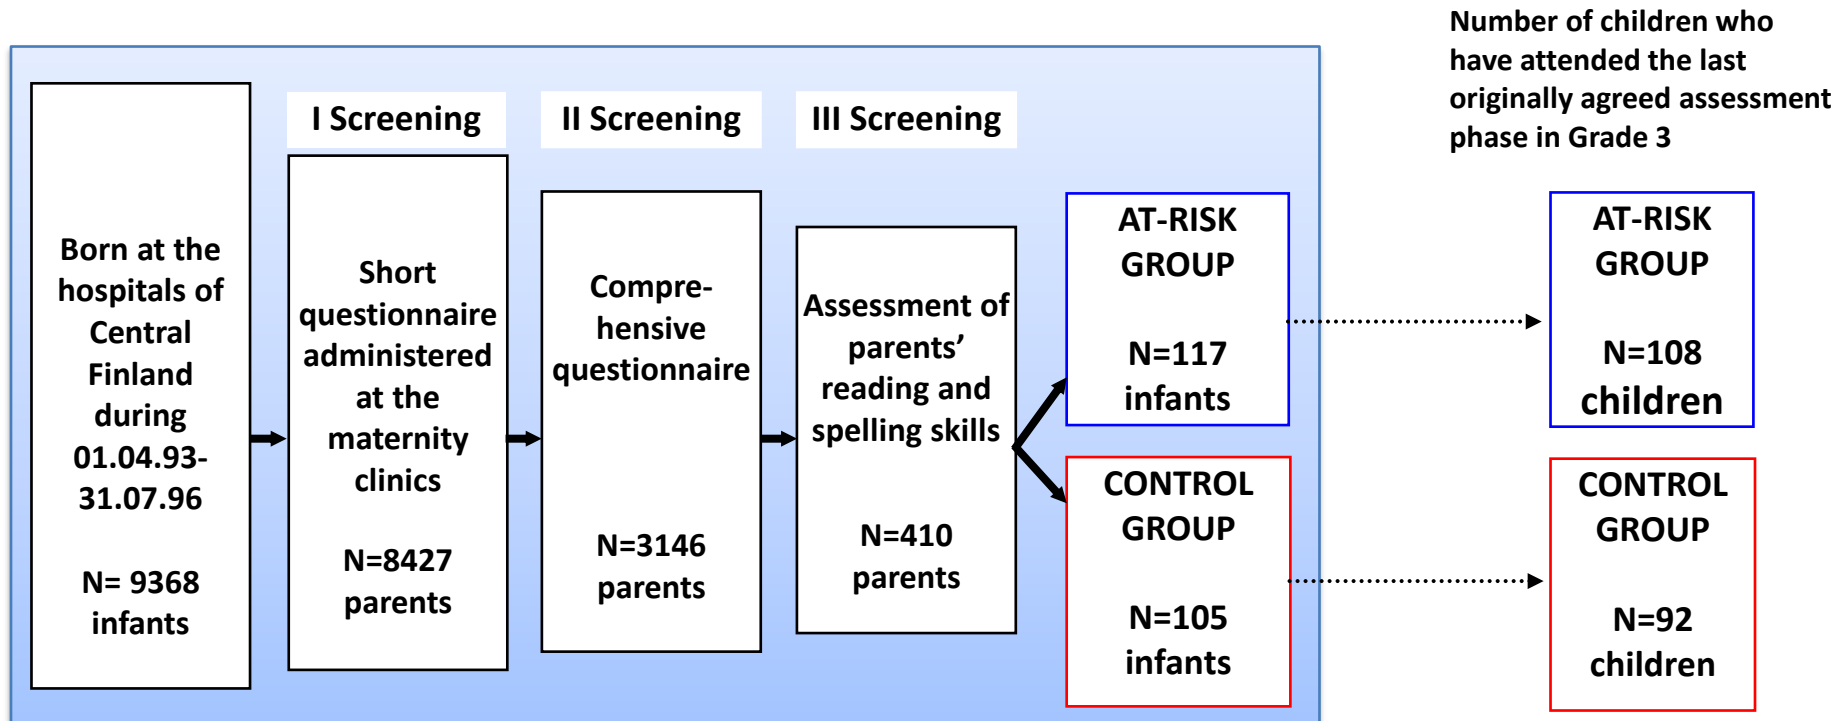 Number of children who
have attended the last
originally agreed assessment
phase in Grade 3
Born at the
hospitals of
Central
Finland
during
01.04.93-
31.07.96
N= 9368
infants
I Screening
Short
questionnaire
administered
at the
maternity
clinics
N=8427
parents
II Screening
Compre-
hensive
questionnaire
N=3146
parents
III Screening
Assessment of
parents’
reading and
spelling skills
N=410
parents
AT-RISK
GROUP
N=117
infants
CONTROL
GROUP
N=105
infants
AT-RISK
GROUP
N=108
children
CONTROL
GROUP
N=92
children